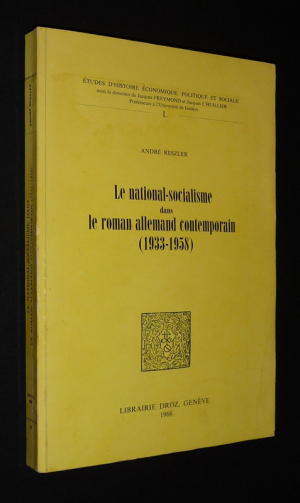 ÉTUDES D'HISTOIRE ÉCONOMIQUE, POLITIQUE ET SOCIALE
sous la direction de Jacques FREYMOND et Jacques L'HUILLIER
Professeurs à l'Université de Genève
L
ANDRÉ RESZLER
Le national-socialisme
dans
le roman allemand contemporain
(1933-1958)
LIBRAIRIE DROZ, GENÈVE
1966